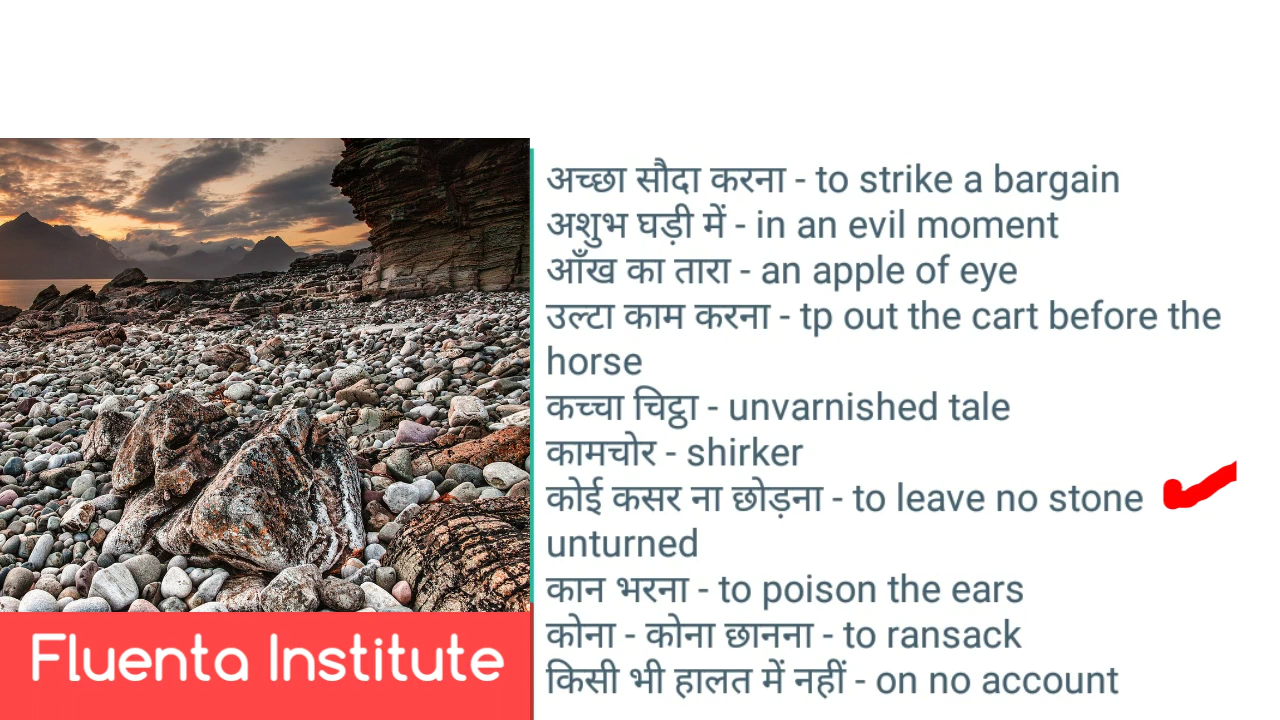 अच्छा सौदा करना - to strike a bargain
अशुभ घड़ी में - in an evil moment
आँख का तारा - an apple of eye
उल्टा काम करना - tp out the cart before the
horse
कच्चा चिट्ठा - unvarnished tale
कामचोर - shirker
कोई कसर ना छोड़ना - to leave no stone
unturned
कान भरना - to poison the ears
कोना - कोना छानना - to ransack
किसी भी हालत में नहीं - on no account
Fluenta Institute